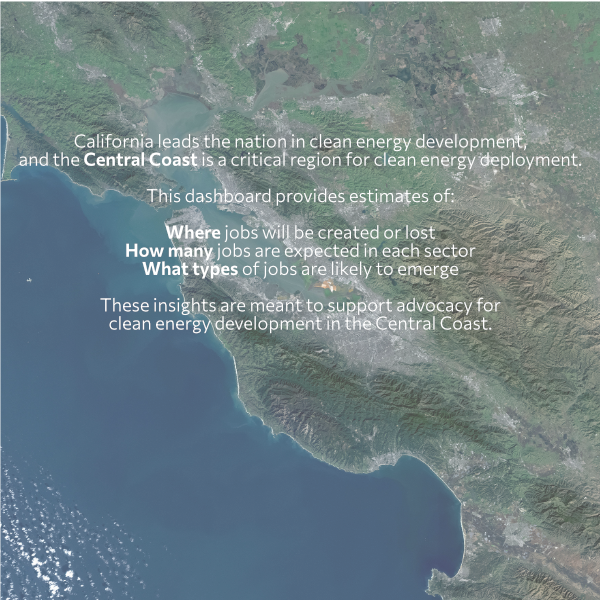 California leads the nation in clean energy development,
and the Central Coast is a critical region for clean energy deployment.
This dashboard provides estimates of:
Where jobs will be created or lost
How many jobs are expected in each sector
What types of jobs are likely to emerge
These insights are meant to support advocacy for
clean energy development in the Central Coast.